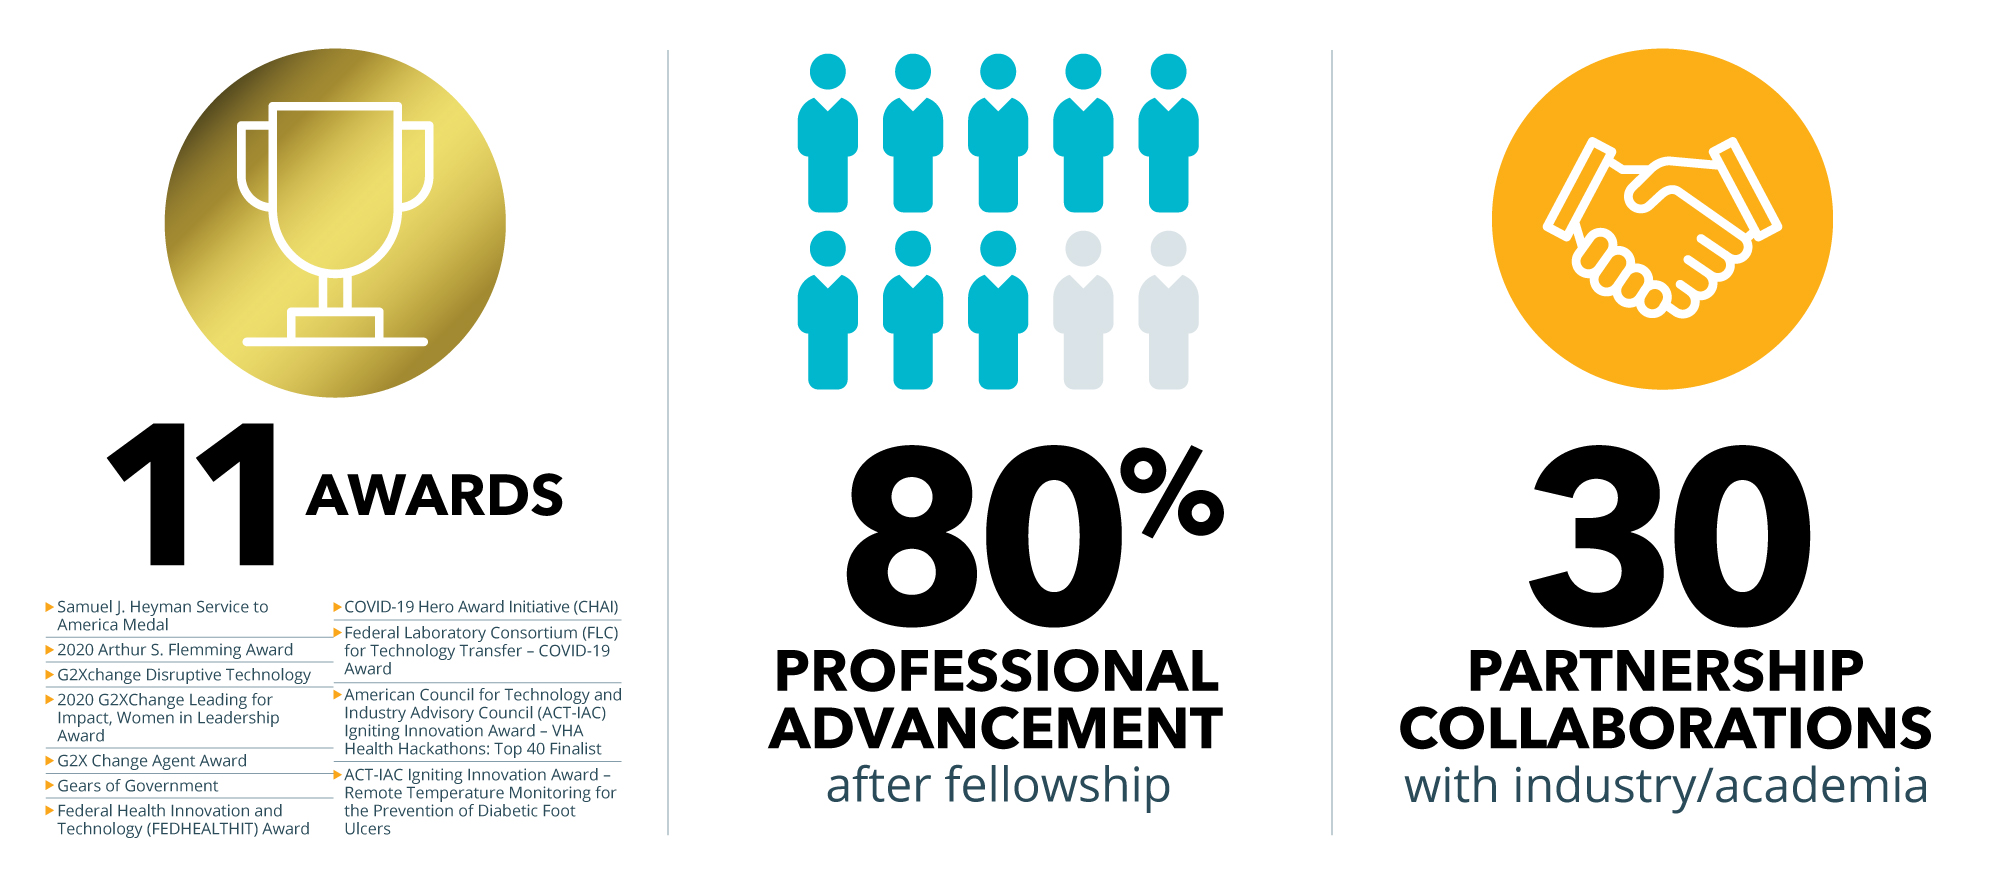 11 AWARDS
Samuel J. Heyman Service to
America Medal
2020 Arthur S. Flemming Award
G2Xchange Disruptive Technology
2020 G2XChange Leading for
Impact, Women in Leadership
Award
G2X Change Agent Award
Gears of Government
Federal Health Innovation and
Technology (FEDHEALTHIT) Award
COVID-19 Hero Award Initiative (CHAI)
Federal Laboratory Consortium (FLC)
for Technology Transfer – COVID-19
Award
American Council for Technology and
Industry Advisory Council (ACT-IAC)
Igniting Innovation Award – VHA
Health Hackathons: Top 40 Finalist
ACT-IAC Igniting Innovation Award –
Remote Temperature Monitoring for
the Prevention of Diabetic Foot
Ulcers
80%
PROFESSIONAL
ADVANCEMENT
after fellowship
30
PARTNERSHIP
COLLABORATIONS
with industry/academia